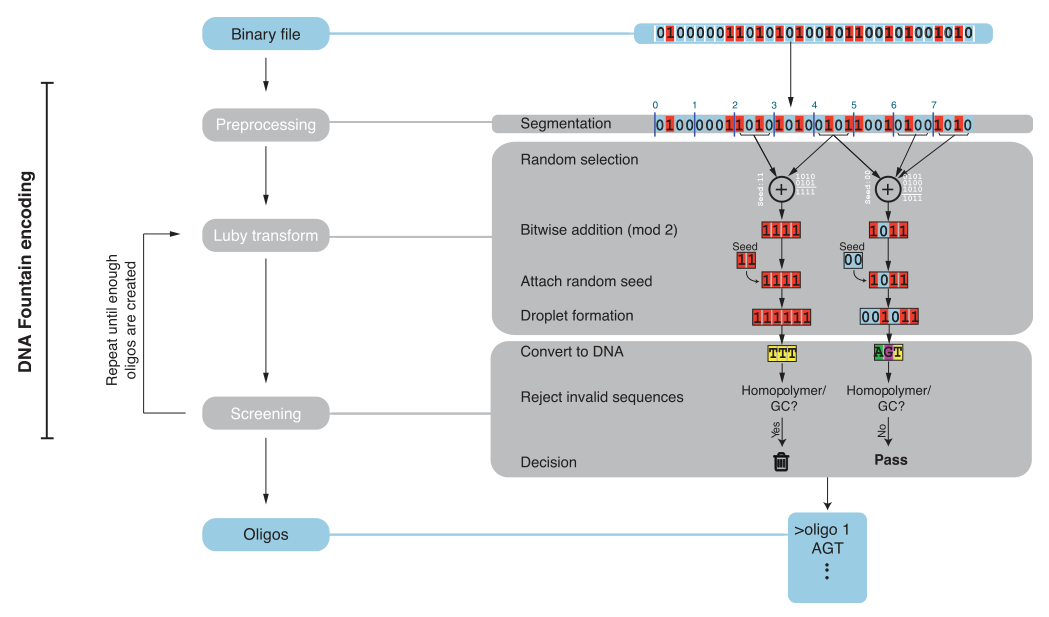 Binary file
01000001101010100101100101001010
0 1 2 3 4 5 6 7
Preprocessing
Segmentation
01000001101010100101100101001010
Random selection
Seed:11
1010
0101
1111
Seed:00
0101
0100
1010
1011
Luby transform
Bitwise addition (mod 2)
1111
1011
Seed
11
Seed
00
Attach random seed
1111
1011
Droplet formation
111111
001011
Convert to DNA
TTT
AGT
Reject invalid sequences
Homopolymer/
GC?
Homopolymer/
GC?
Screening
Yes
No
Decision
Pass
Oligos
>oligo 1
AGT
DNA Fountain encoding
Repeat until enough
oligos are created